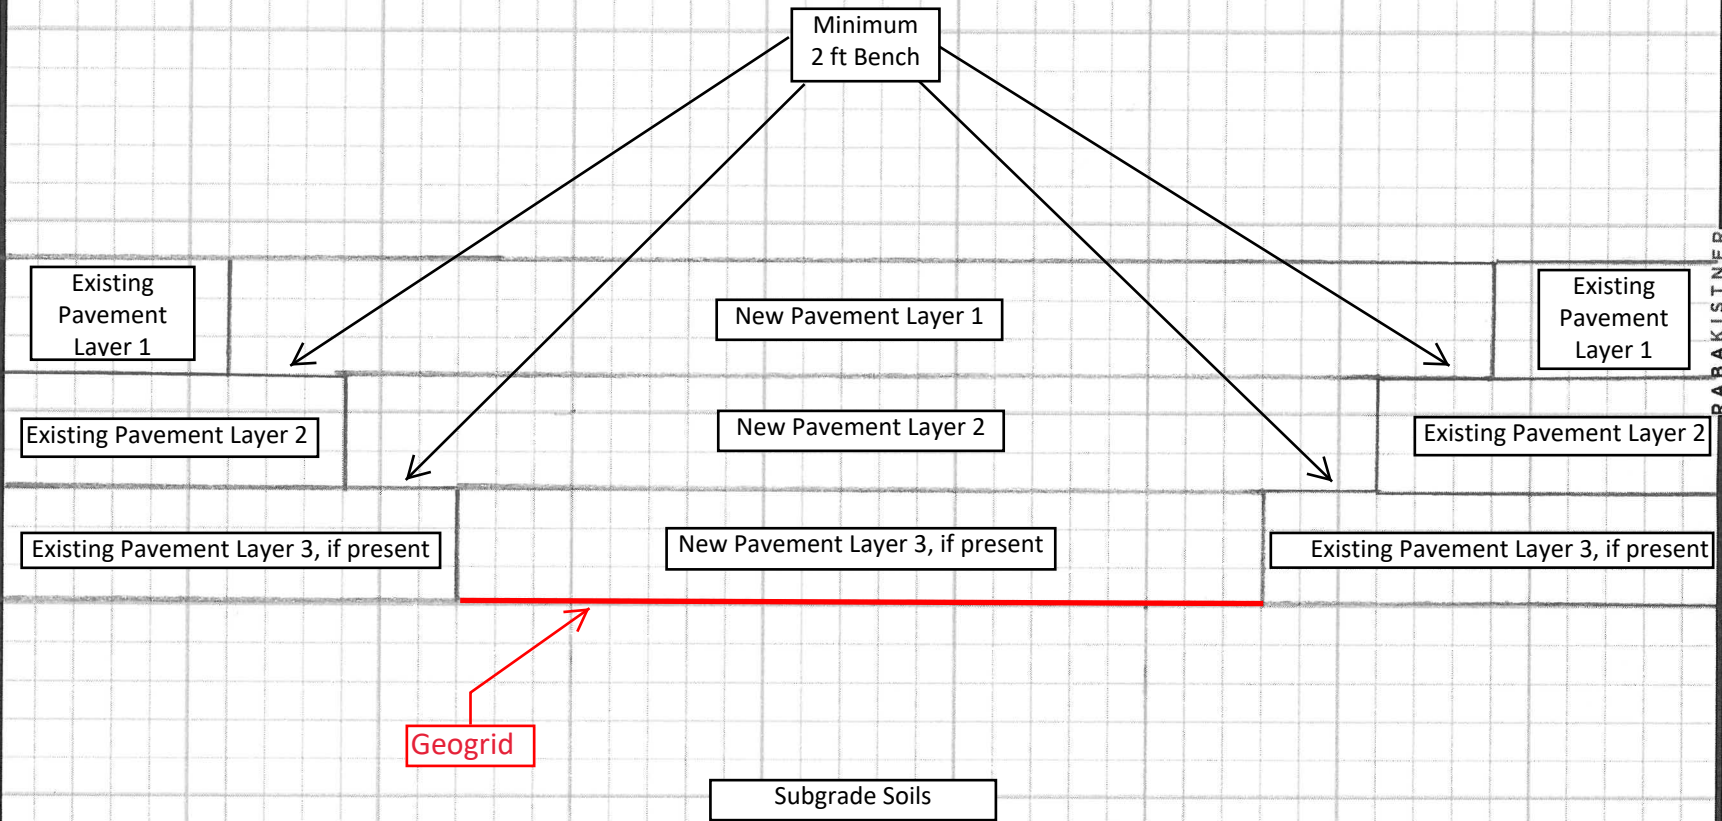 Minimum
2 ft Bench
Existing
Pavement
Layer 1
New Pavement Layer 1
Existing
Pavement
Layer 1
RABAKISTNER
Existing Pavement Layer 2
New Pavement Layer 2
Existing Pavement Layer 2
Existing Pavement Layer 3, if present
New Pavement Layer 3, if present
Existing Pavement Layer 3, if present
Geogrid
Subgrade Soils